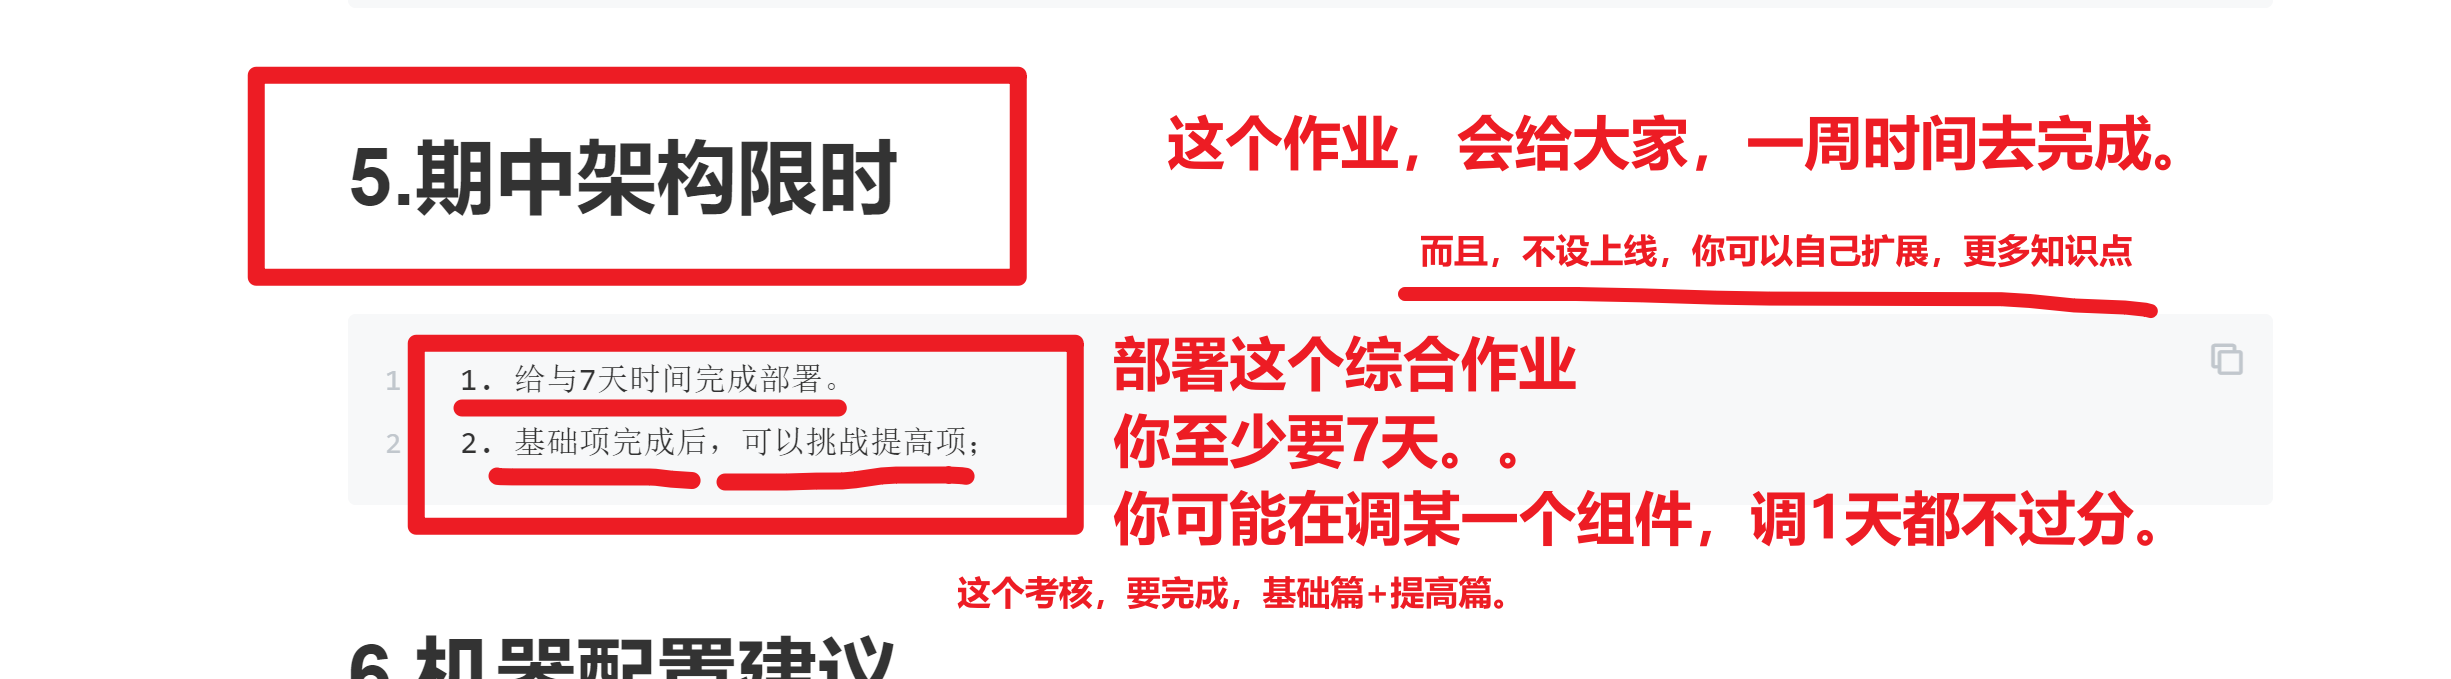 5.期中架构限时
这个作业，会给大家，一周时间去完成。
而且，不设上线，你可以自己扩展，更多知识点
1 1. 给与7天时间完成部署。
2 2. 基础项完成后，可以挑战提高项；
部署这个综合作业
你至少要7天。。
你可能在调某一个组件，调1天都不过分。
这个考核，要完成，基础篇+提高篇。
6.机器配置建议